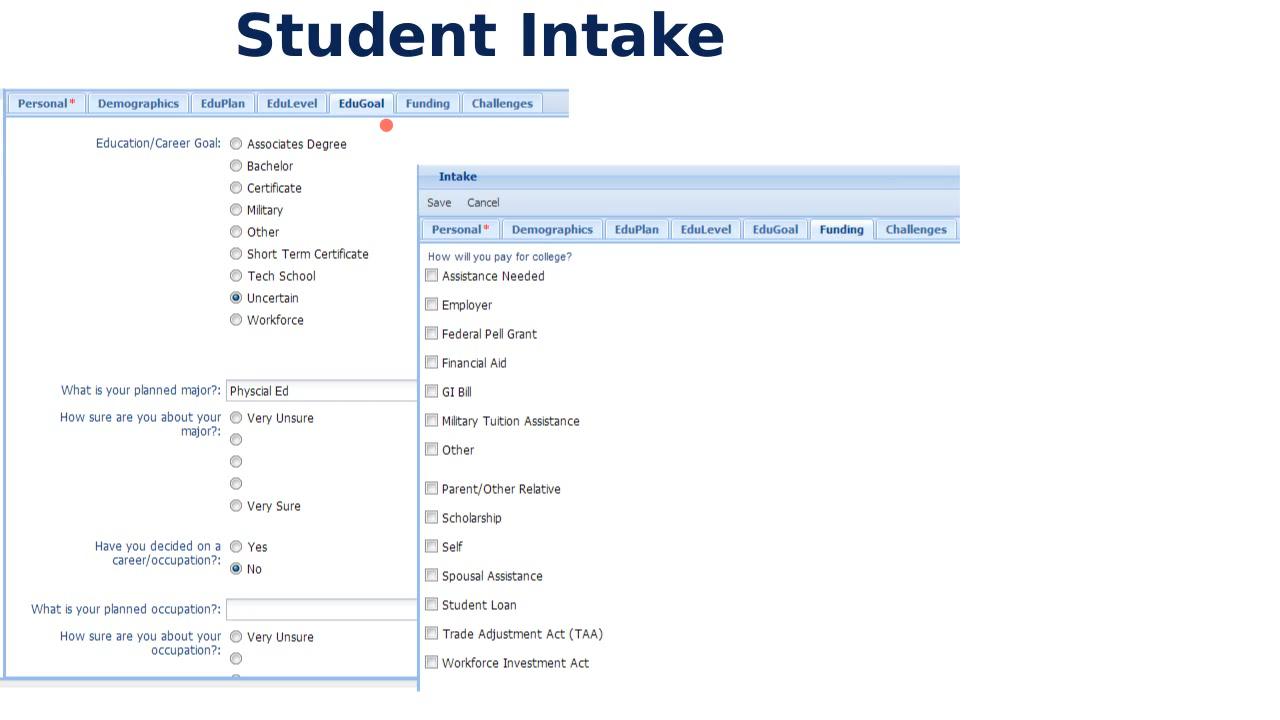 Student Intake
Personal* Demographics EduPlan EduLevel EduGoal Funding Challenges
Education/Career Goal: Associates Degree
Bachelor
Certificate
Military
Other
Short Term Certificate
Tech School
Uncertain
Workforce
What is your planned major?: Physcial Ed
How sure are you about your Very Unsure
major?:
Very Sure
Have you decided on a Yes
career/occupation?:
No
What is your planned occupation?:
How sure are you about your Very Unsure
occupation?:
Intake
Save Cancel
Personal* Demographics EduPlan EduLevel EduGoal Funding Challenges
How will you pay for college?
Assistance Needed
Employer
Federal Pell Grant
Financial Aid
GI Bill
Military Tuition Assistance
Other
Parent/Other Relative
Scholarship
Self
Spousal Assistance
Student Loan
Trade Adjustment Act (TAA)
Workforce Investment Act